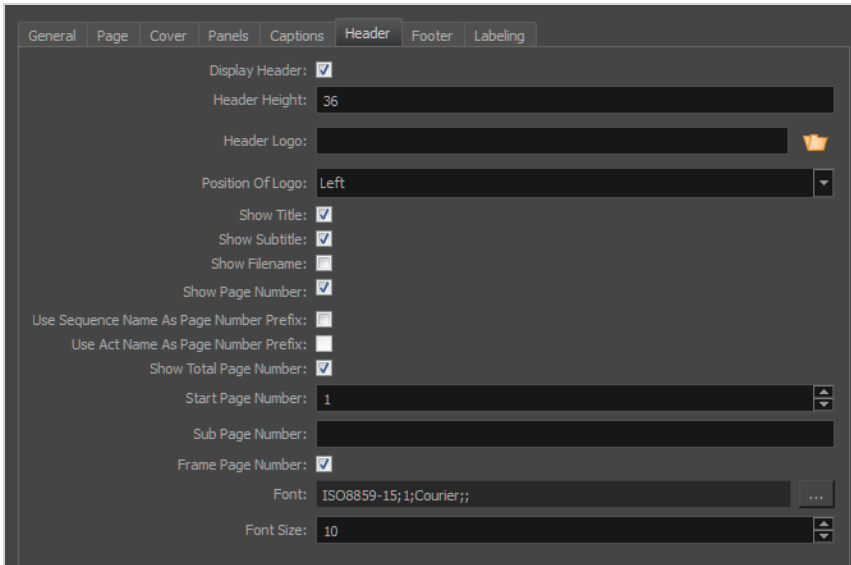 General Page Cover Panels Captions Header Footer Labeling
Display Header:
Header Height: 36
Header Logo:
Position Of Logo: Left
Show Title:
Show Subtitle:
Show Filename:
Show Page Number:
Use Sequence Name As Page Number Prefix:
Use Act Name As Page Number Prefix:
Show Total Page Number:
Start Page Number: 1
Sub Page Number:
Frame Page Number:
Font: ISO8859-15;1;Courier;; ...
Font Size: 10